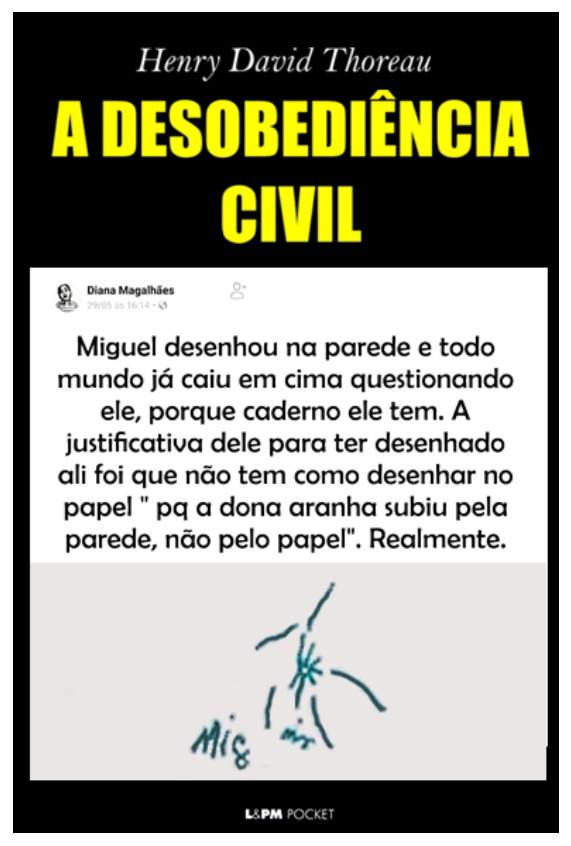 Henry David Thoreau
A DESOBEDIÊNCIA
CIVIL
Diana Magalhães
29/05 às 16:14 •
Miguel desenhou na parede e todo
mundo já caiu em cima questionando
ele, porque caderno ele tem. A
justificativa dele para ter desenhado
ali foi que não tem como desenhar no
papel " pq a dona aranha subiu pela
parede, não pelo papel". Realmente.
Mig
L&PM POCKET